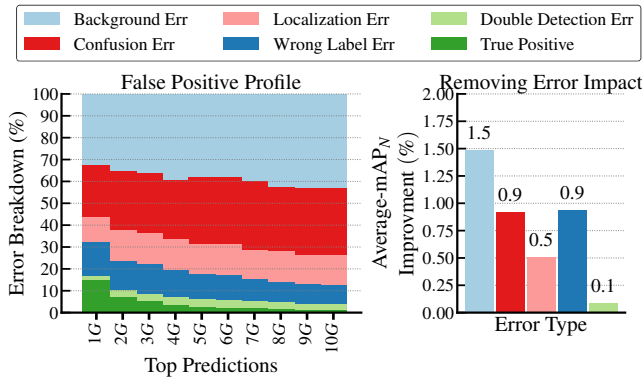 Background Err
Localization Err
Double Detection Err
Confusion Err
Wrong Label Err
True Positive
False Positive Profile
Error Breakdown (%)
100
90
80
70
60
50
40
30
20
10
0
1G 2G 3G 4G 5G 6G 7G 8G 9G 10G
Top Predictions
Removing Error Impact
Average-mAP_N
Improvment (%)
2.00
1.75
1.50
1.25
1.00
0.75
0.50
0.25
0.00
1.5
0.9
0.5
0.9
0.1
Error Type